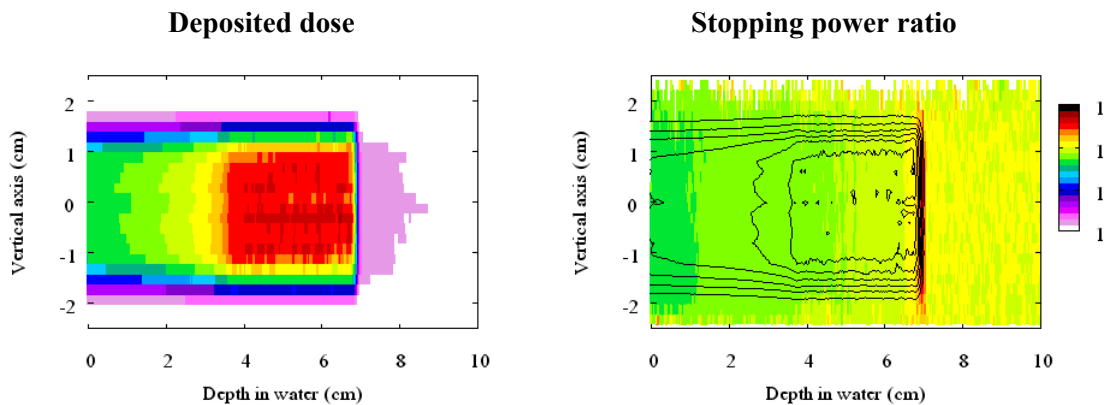 Deposited dose
Stopping power ratio
2
1
0
-1
-2
Vertical axis (cm)
0 2 4 6 8 10
Depth in water (cm)
2
1
0
-1
-2
Vertical axis (cm)
0 2 4 6 8 10
Depth in water (cm)
1
1
1
1